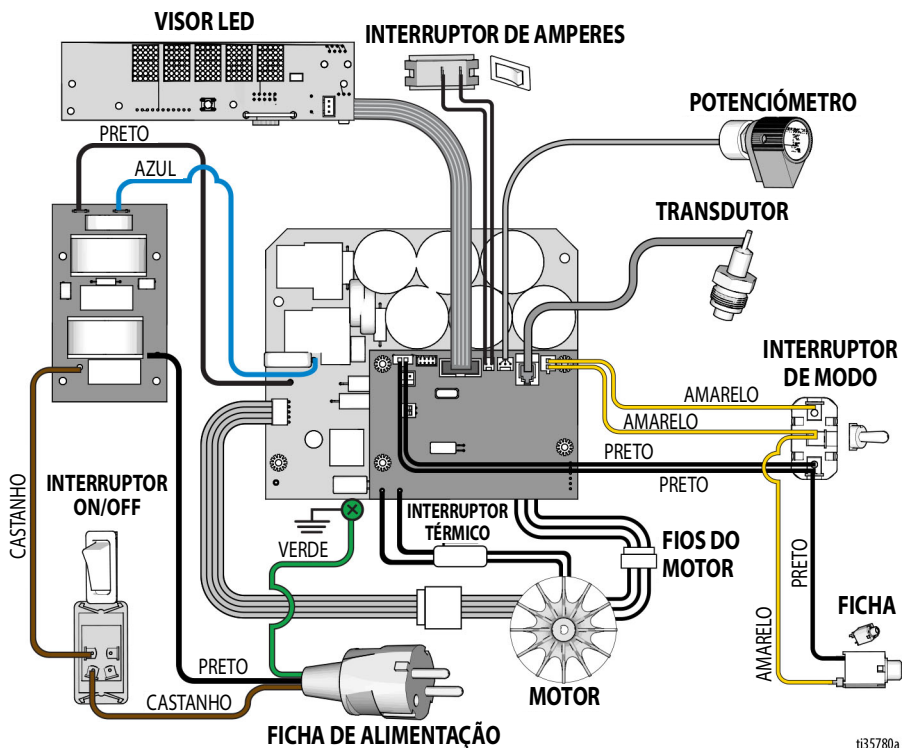 VISOR LED
INTERRUPTOR DE AMPERES
POTENCIÓMETRO
PRETO
AZUL
TRANSDUTOR
INTERRUPTOR
DE MODO
AMARELO
AMARELO
PRETO
PRETO
CASTANHO
INTERRUPTOR
ON/OFF
INTERRUPTOR
TÉRMICO
VERDE
FIOS DO
MOTOR
PRETO
FICHA
AMARELO
PRETO
CASTANHO
MOTOR
FICHA DE ALIMENTAÇÃO
ti35780a